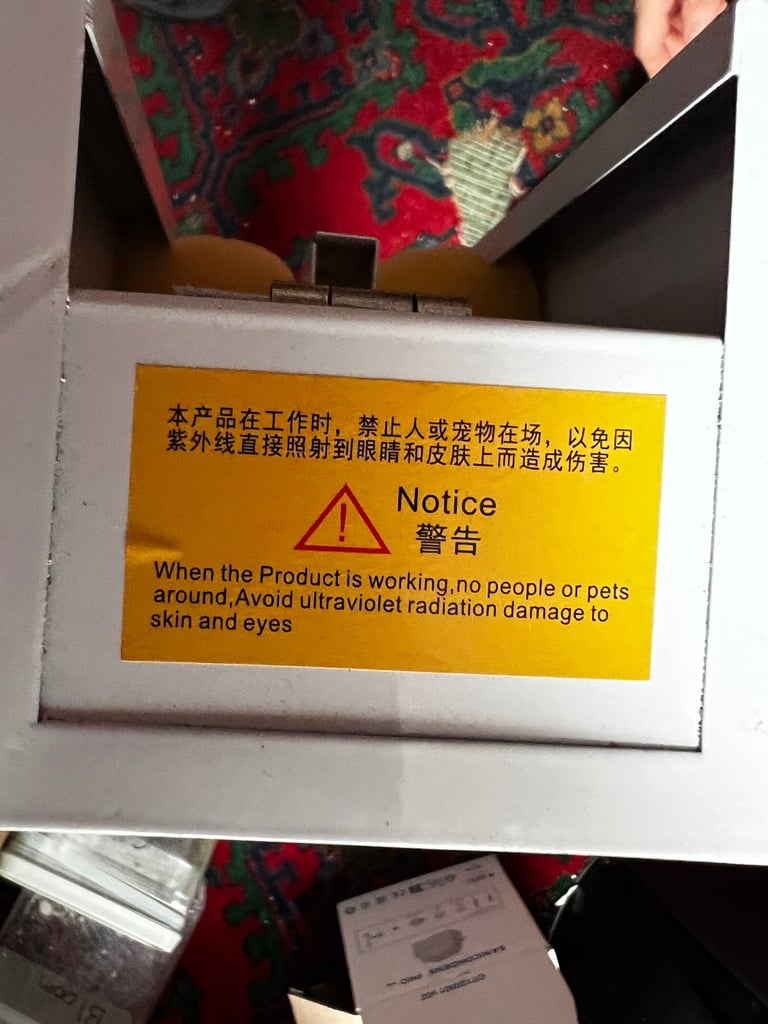 本产品在工作时，禁止人或宠物在场，以免因
紫外线直接照射到眼睛和皮肤上而造成伤害。
Notice
警告
When the Product is working,no people or pets
around,Avoid ultraviolet radiation damage to
skin and eyes